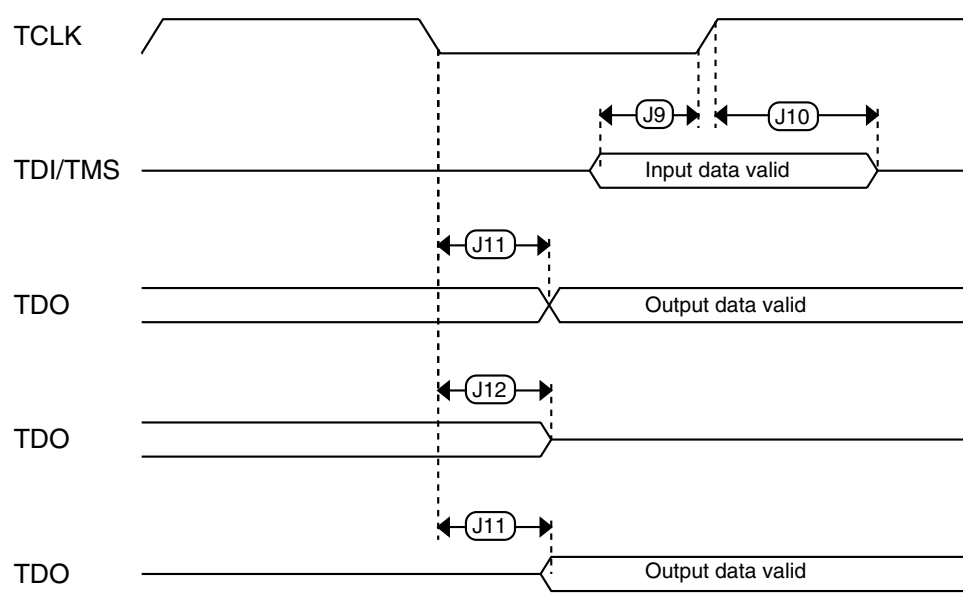 TCLK
J9
J10
TDI/TMS
Input data valid
J11
TDO
Output data valid
J12
TDO
J11
TDO
Output data valid